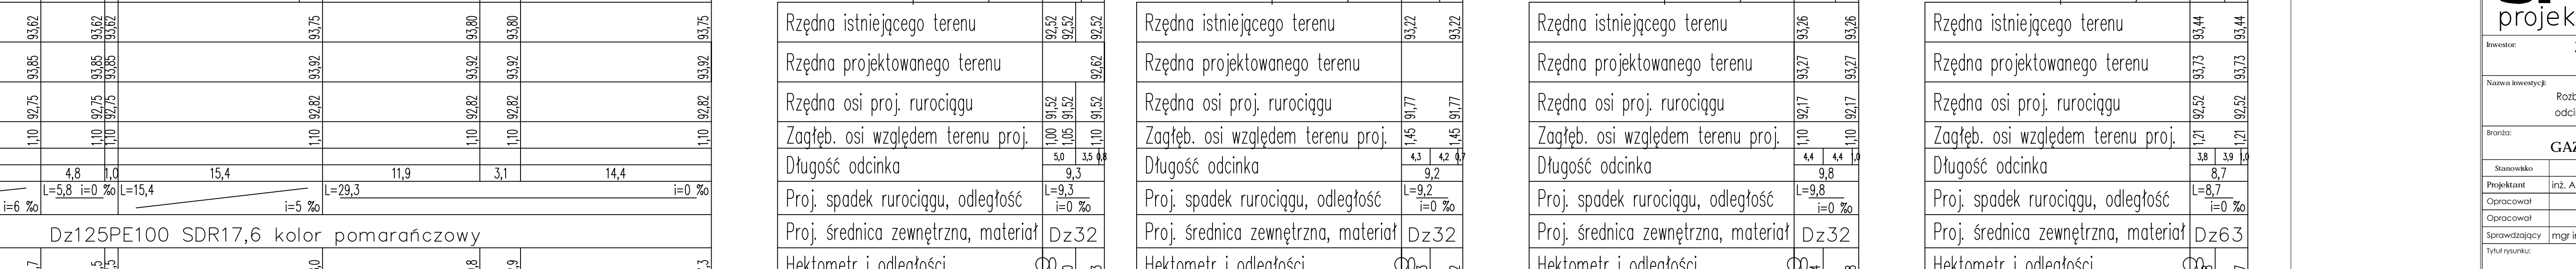 93,62 93,62 93,62 93,75 93,80 93,80 93,75
93,85 93,85 93,85 93,92 93,92 93,92 93,92
92,75 92,75 92,75 92,82 92,82 92,82 92,82
1,10 1,10 1,10 1,10 1,10 1,10 1,10
4,8 1,0 15,4 11,9 3,1 14,4
i=6 ‰ L=5,8 i=0 ‰ L=15,4 i=5 ‰ L=29,3 i=0 ‰
Dz125PE100 SDR17,6 kolor pomarańczowy
Rzędna istniejącego terenu 92,52 92,52 92,52
Rzędna projektowanego terenu 92,62
Rzędna osi proj. rurociągu 91,52 91,52 91,52
Zagłęb. osi względem terenu proj. 1,00 1,05 1,10
Długość odcinka 5,0 3,5 0,8
9,3
Proj. spadek rurociągu, odległość L=9,3 i=0 ‰
Proj. średnica zewnętrzna, materiał Dz32
Hektometr i odległości
Rzędna istniejącego terenu 93,22 93,22
Rzędna projektowanego terenu
Rzędna osi proj. rurociągu 91,77 91,77
Zagłęb. osi względem terenu proj. 1,45 1,45
Długość odcinka 4,3 4,2 0,7
9,2
Proj. spadek rurociągu, odległość L=9,2 i=0 ‰
Proj. średnica zewnętrzna, materiał Dz32
Hektometr i odległości
Rzędna istniejącego terenu 93,26 93,26
Rzędna projektowanego terenu 93,27 93,27
Rzędna osi proj. rurociągu 92,17 92,17
Zagłęb. osi względem terenu proj. 1,10 1,10
Długość odcinka 4,4 4,4 1,0
9,8
Proj. spadek rurociągu, odległość L=9,8 i=0 ‰
Proj. średnica zewnętrzna, materiał Dz32
Hektometr i odległości
Rzędna istniejącego terenu 93,44 93,44
Rzędna projektowanego terenu 93,73 93,73
Rzędna osi proj. rurociągu 92,52 92,52
Zagłęb. osi względem terenu proj. 1,21 1,21
Długość odcinka 3,8 3,9 1,0
8,7
Proj. spadek rurociągu, odległość L=8,7 i=0 ‰
Proj. średnica zewnętrzna, materiał Dz63
Hektometr i odległości
projek
Inwestor:
Nazwa inwestycji:
Rozb
odci
Branża:
GAZ
Stanowisko
Projektant inż. A
Opracował
Opracował
Sprawdzający mgr in
Tytuł rysunku: